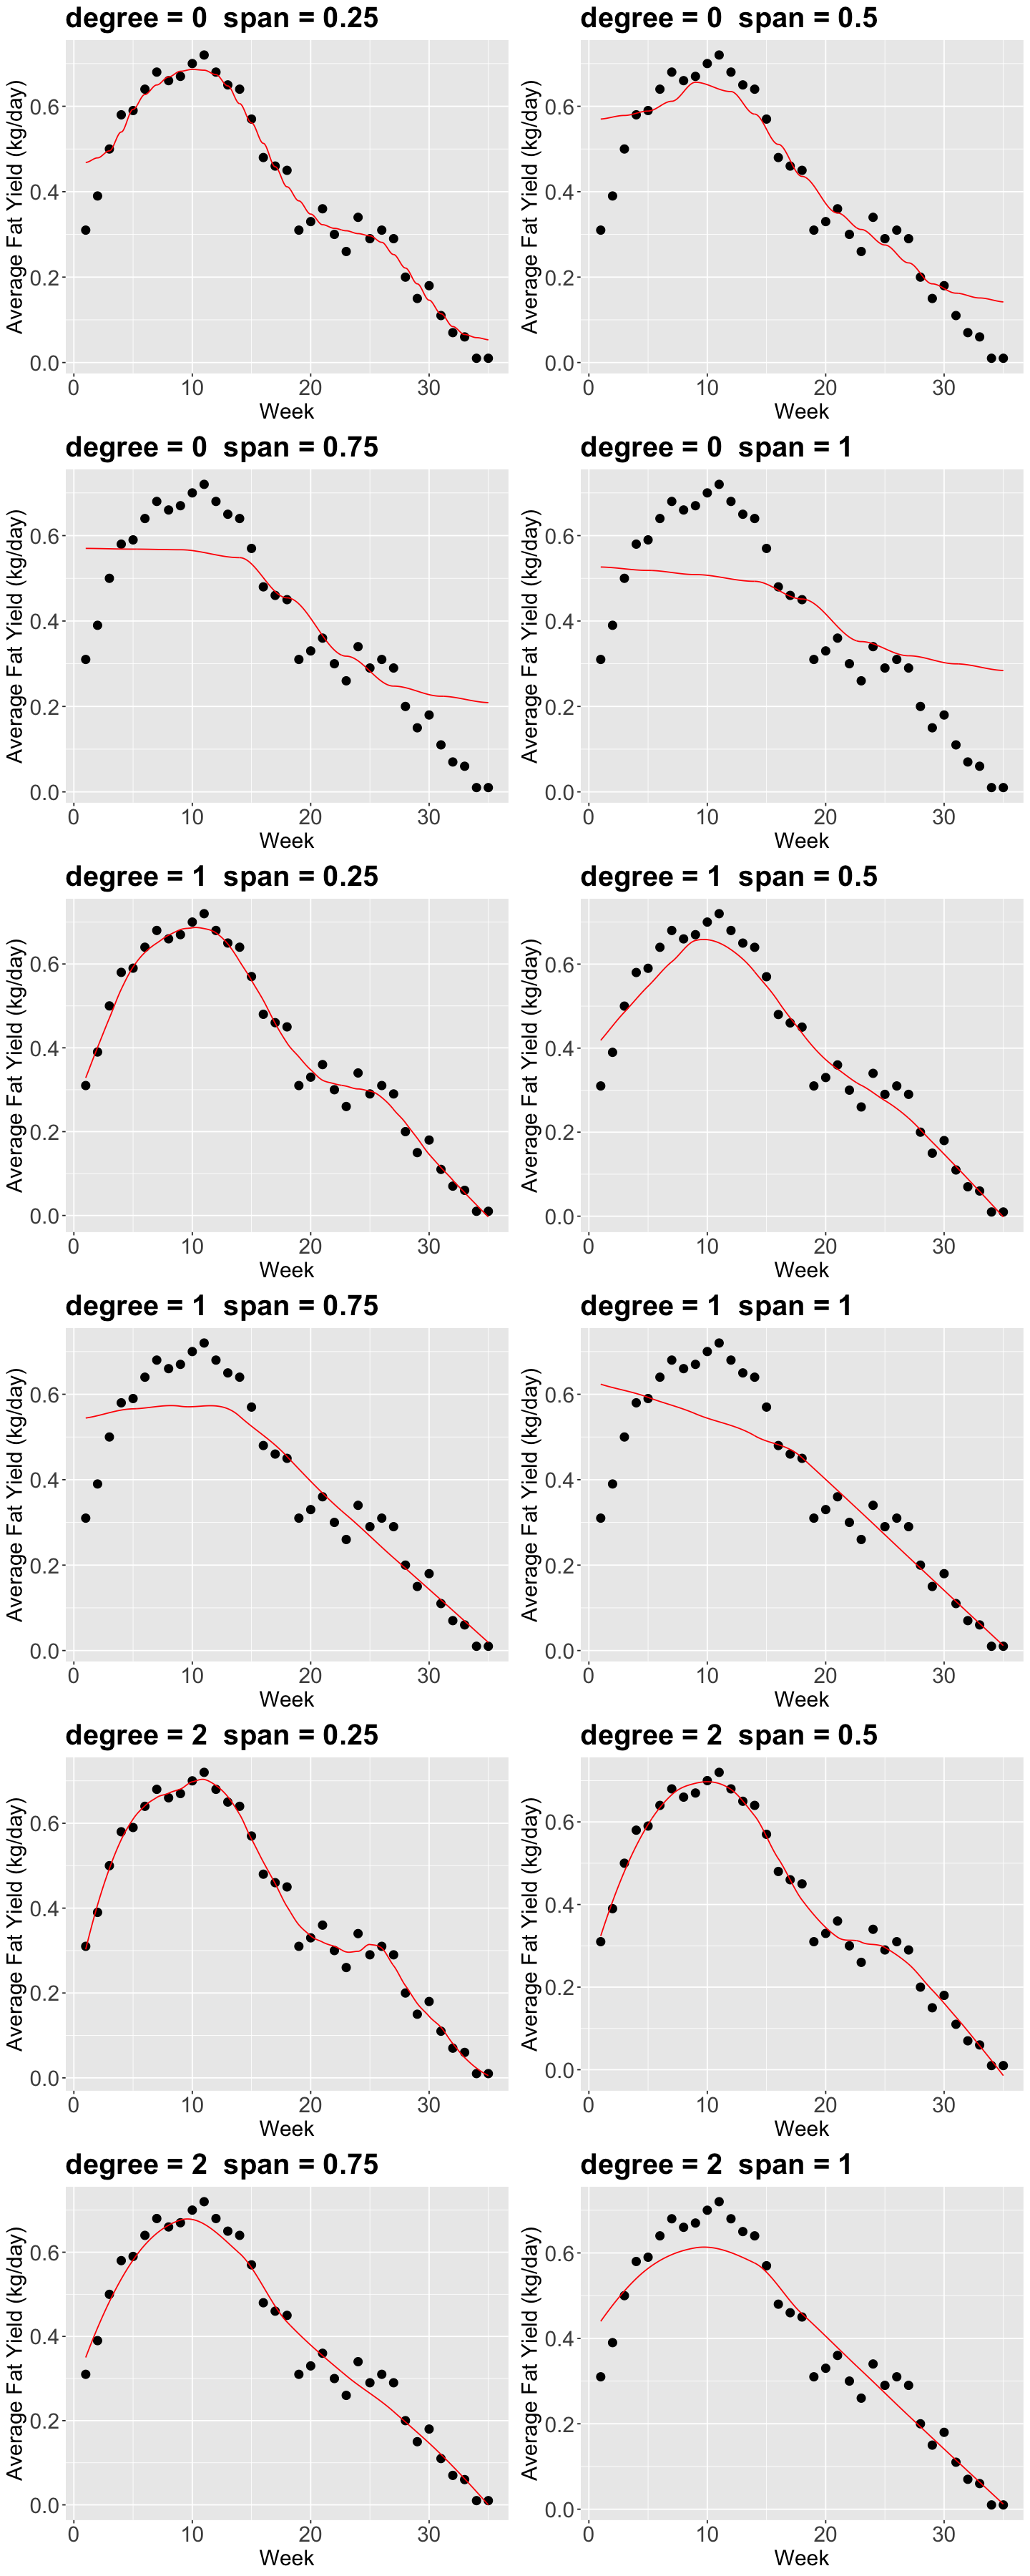 degree = 0  span = 0.25
Average Fat Yield (kg/day)
0.6
0.4
0.2
0.0
0 10 20 30
Week
degree = 0  span = 0.5
Average Fat Yield (kg/day)
0.6
0.4
0.2
0.0
0 10 20 30
Week
degree = 0  span = 0.75
Average Fat Yield (kg/day)
0.6
0.4
0.2
0.0
0 10 20 30
Week
degree = 0  span = 1
Average Fat Yield (kg/day)
0.6
0.4
0.2
0.0
0 10 20 30
Week
degree = 1  span = 0.25
Average Fat Yield (kg/day)
0.6
0.4
0.2
0.0
0 10 20 30
Week
degree = 1  span = 0.5
Average Fat Yield (kg/day)
0.6
0.4
0.2
0.0
0 10 20 30
Week
degree = 1  span = 0.75
Average Fat Yield (kg/day)
0.6
0.4
0.2
0.0
0 10 20 30
Week
degree = 1  span = 1
Average Fat Yield (kg/day)
0.6
0.4
0.2
0.0
0 10 20 30
Week
degree = 2  span = 0.25
Average Fat Yield (kg/day)
0.6
0.4
0.2
0.0
0 10 20 30
Week
degree = 2  span = 0.5
Average Fat Yield (kg/day)
0.6
0.4
0.2
0.0
0 10 20 30
Week
degree = 2  span = 0.75
Average Fat Yield (kg/day)
0.6
0.4
0.2
0.0
0 10 20 30
Week
degree = 2  span = 1
Average Fat Yield (kg/day)
0.6
0.4
0.2
0.0
0 10 20 30
Week